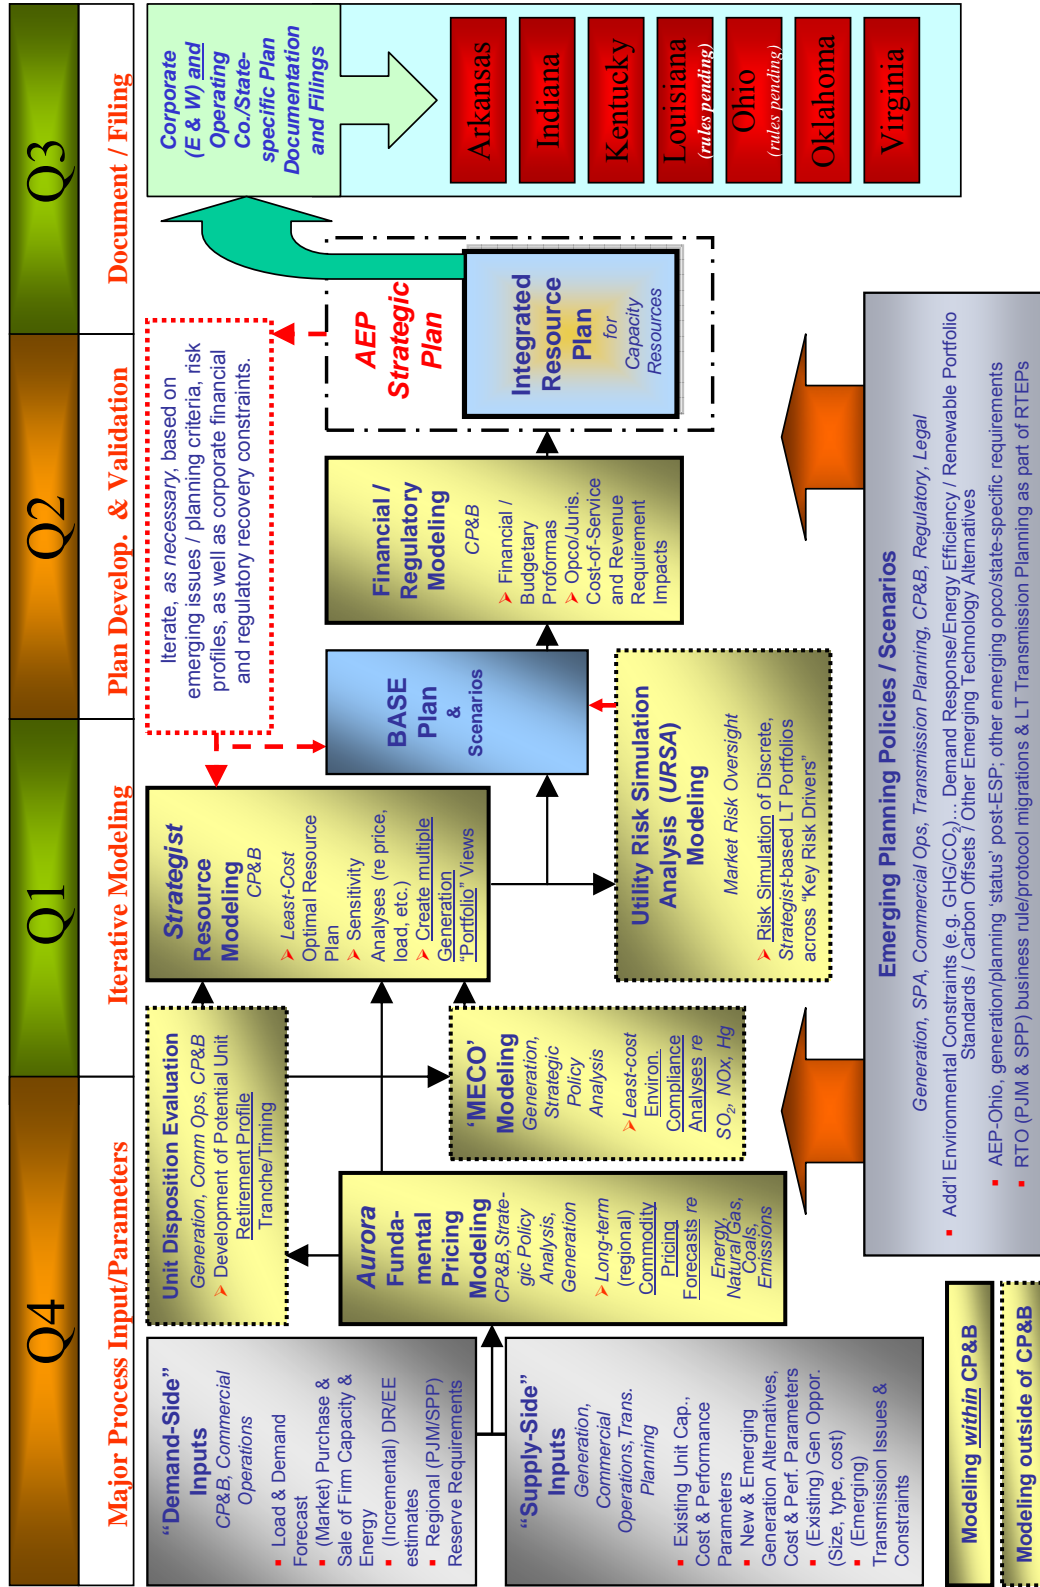 Q4
Q1
Q2
Q3
Major Process Input/Parameters
Iterative Modeling
Plan Develop. & Validation
Document / Filing
“Demand-Side”
Inputs
CP&B, Commercial
Operations
Load & Demand
Forecast
(Market) Purchase &
Sale of Firm Capacity &
Energy
(Incremental) DR/EE
estimates
Regional (PJM/SPP)
Reserve Requirements
“Supply-Side”
Inputs
Generation,
Commercial
Operations,Trans.
Planning
Existing Unit Cap.,
Cost & Performance
Parameters
New & Emerging
Generation Alternatives,
Cost & Perf. Parameters
(Existing) Gen Oppor.
(Size, type, cost)
(Emerging)
Transmission Issues &
Constraints
Unit Disposition Evaluation
Generation, Comm Ops, CP&B
Development of Potential Unit
Retirement Profile
Tranche/Timing
Aurora
Funda-
mental
Pricing
Modeling
CP&B,Strate-
gic Policy
Analysis,
Generation
Long-term
(regional)
Commodity
Pricing
Forecasts re
Energy,
Natural Gas,
Coals,
Emissions
‘MECO’
Modeling
Generation,
Strategic
Policy
Analysis
Least-cost
Environ.
Compliance
Analyses re
SO2, NOx, Hg
Strategist
Resource
Modeling
CP&B
Least-Cost
Optimal Resource
Plan
Sensitivity
Analyses (re price,
load, etc)
Create multiple
Generation
“Portfolio” Views
Utility Risk Simulation
Analysis (URSA)
Modeling
Market Risk Oversight
Risk Simulation of Discrete,
Strategist-based LT Portfolios
across “Key Risk Drivers”
Iterate, as necessary, based on
emerging issues / planning criteria, risk
profiles, as well as corporate financial
and regulatory recovery constraints.
BASE
Plan
&
Scenarios
Financial /
Regulatory
Modeling
CP&B
Financial /
Budgetary
Proformas
Opco/Juris.
Cost-of-Service
and Revenue
Requirement
Impacts
AEP
Strategic
Plan
Integrated
Resource
Plan
for
Capacity
Resources
Corporate
(E & W) and
Operating
Co./State-
specific Plan
Documentation
and Filings
Arkansas
Indiana
Kentucky
Louisiana
(rules pending)
Ohio
(rules pending)
Oklahoma
Virginia
Emerging Planning Policies / Scenarios
Generation, SPA, Commercial Ops, Transmission Planning, CP&B, Regulatory, Legal
Add’l Environmental Constraints (e.g. GHG/CO2)... Demand Response/Energy Efficiency / Renewable Portfolio
Standards / Carbon Offsets / Other Emerging Technology Alternatives
AEP-Ohio, generation/planning ‘status’ post-ESP; other emerging opco/state-specific requirements
RTO (PJM & SPP) business rule/protocol migrations & LT Transmission Planning as part of RTEPs
Modeling within CP&B
Modeling outside of CP&B